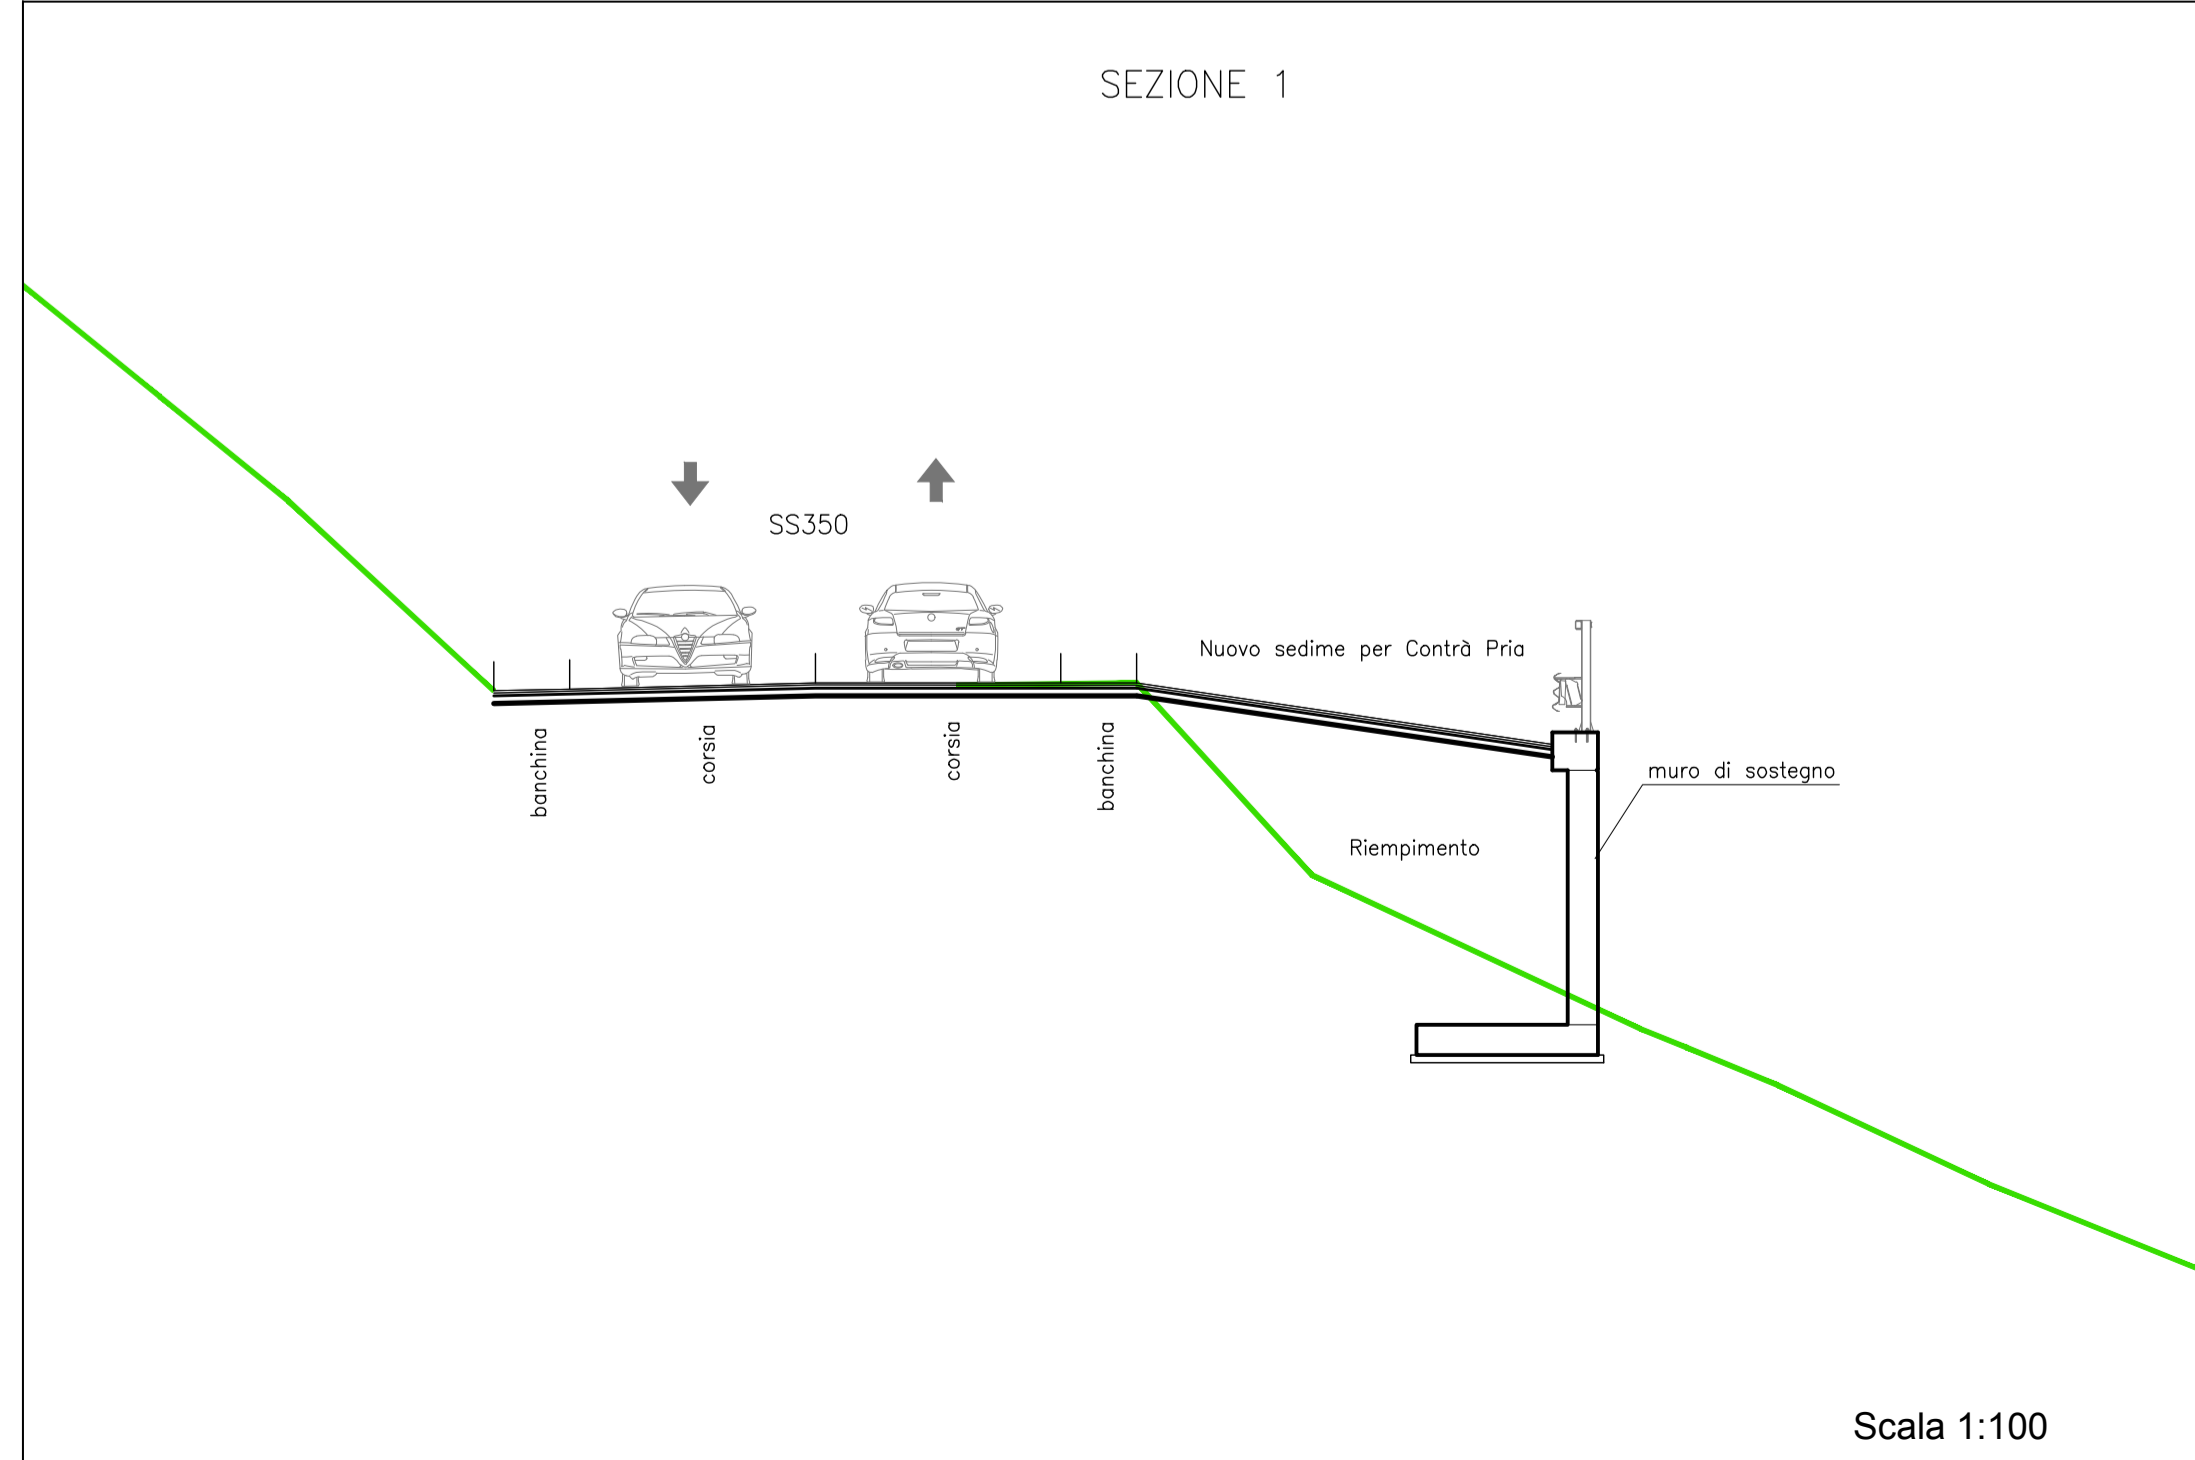 SEZIONE 1
SS350
Nuovo sedime per Contrà Pria
banchina
corsia
corsia
banchina
muro di sostegno
Riempimento
Scala 1:100